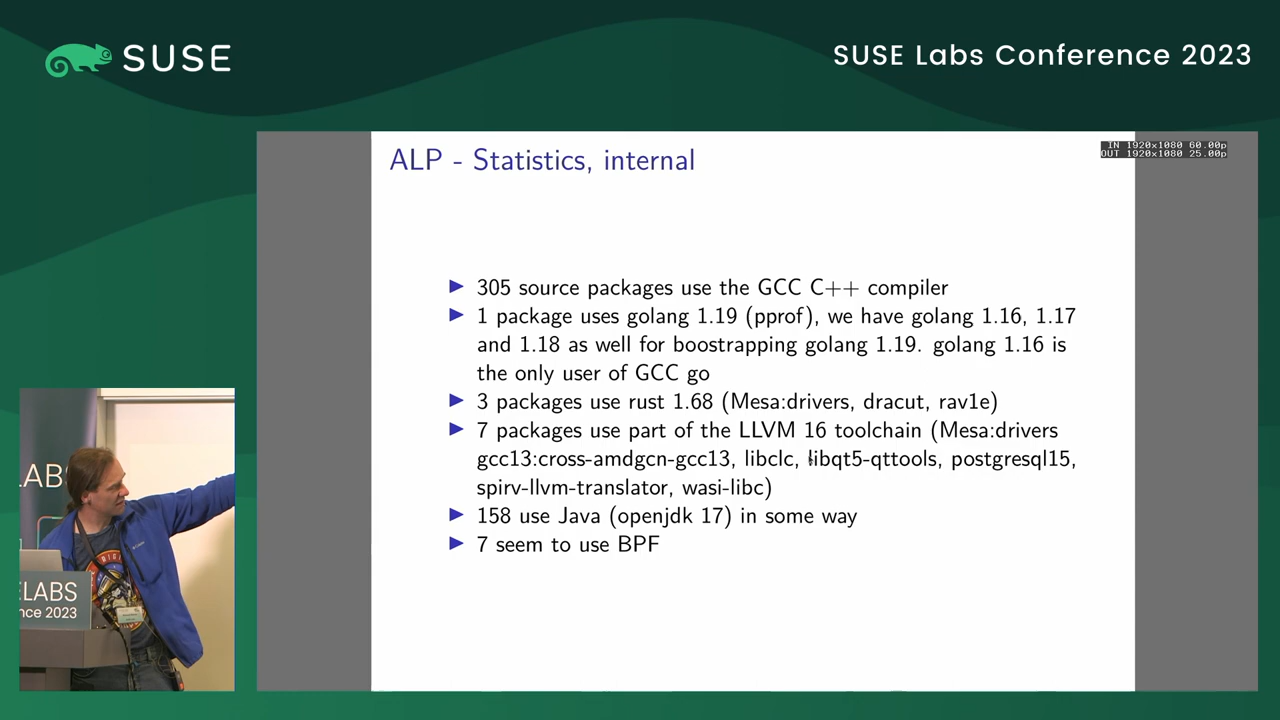 SUSE
SUSE Labs Conference 2023
ALP - Statistics, internal
IN 1920x1080 60.00p
OUT 1920x1080 25.00p
▶ 305 source packages use the GCC C++ compiler
▶ 1 package uses golang 1.19 (pprof), we have golang 1.16, 1.17
and 1.18 as well for boostrapping golang 1.19. golang 1.16 is
the only user of GCC go
▶ 3 packages use rust 1.68 (Mesa:drivers, dracut, rav1e)
▶ 7 packages use part of the LLVM 16 toolchain (Mesa:drivers
gcc13:cross-amdgcn-gcc13, libclc, libqt5-qttools, postgresql15,
spirv-llvm-translator, wasi-libc)
▶ 158 use Java (openjdk 17) in some way
▶ 7 seem to use BPF
LABS
ELABS
nce 2023